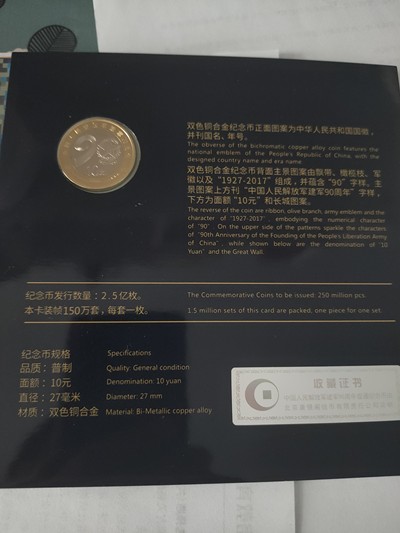 双色铜合金纪念币正面图案为中华人民共和国国徽，
并刊国名、年号。
The obverse of the bichromatic copper alloy coin features the
national emblem of the People's Republic of China, with the
designed country name and era name
双色铜合金纪念币背面主景图案由飘带、橄榄枝、军
徽以及"1927-2017"组成，并蕴含"90"字样。主
景图案上方刊"中国人民解放军建军90周年"字样，
下方为面额"10元"和长城图案。
The reverse of the coin are ribbon, olive branch, army emblem and the
character of "1927-2017", embodying the numerical character
of "90". On the upper side of the patterns sparkle the characters
of "90th Anniversary of the Founding of the People's Liberation Army
of China", while shown below are the denomination of "10
Yuan" and the Great Wall.
纪念币发行数量：2.5亿枚。
The Commemorative Coins to be issued: 250 million pcs.
本卡装帧150万套，每套一枚。
1.5 million sets of this card are packed, one piece for one set.
纪念币规格
Specifications
品质：普制
Quality: General condition
面额：10元
Denomination: 10 yuan
直径：27毫米
Diameter: 27 mm
材质：双色铜合金
Material: Bi-Metallic copper alloy
收藏证书